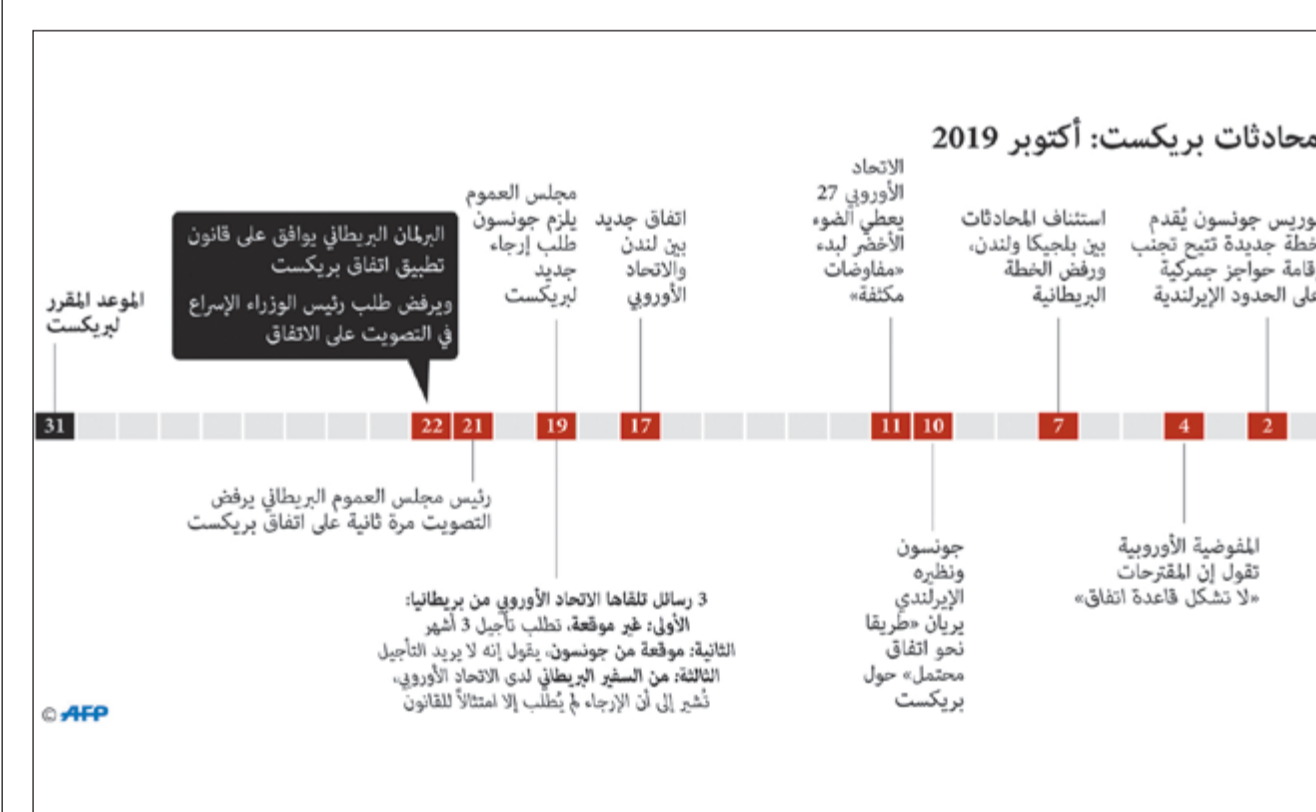 محادثات بريكست: أكتوبر 2019
بوريس جونسون يُقدم
خطة جديدة تتيح تجنب
إقامة حواجز جمركية
على الحدود الإيرلندية
2
4
المفوضية الأوروبية
تقول إن المقترحات
«لا تشكل قاعدة اتفاق»
استئناف المحادثات
بين بلجيكا ولندن،
ورفض الخطة
البريطانية
7
10
جونسون
ونظيره
الإيرلندي
يريان «طريقا
نحو اتفاق
محتمل» حول
بريكست
الاتحاد
الأوروبي 27
يعطي الضوء
الأخضر لبدء
«مفاوضات
مكثفة»
11
اتفاق جديد
بين لندن
والاتحاد
الأوروبي
17
مجلس العموم
يلزم جونسون
طلب إرجاء
جديد
لبريكست
19
3 رسائل تلقاها الاتحاد الأوروبي من بريطانيا:
الأولى: غير موقعة، تطلب تأجيل 3 أشهر
الثانية: موقعة من جونسون، يقول إنه لا يريد التأجيل
الثالثة: من السفير البريطاني لدى الاتحاد الأوروبي،
تُشير إلى أن الإرجاء لم يُطلب إلا امتثالاً للقانون
21
رئيس مجلس العموم البريطاني يرفض
التصويت مرة ثانية على اتفاق بريكست
البرلمان البريطاني يوافق على قانون
تطبيق اتفاق بريكست
ويرفض طلب رئيس الوزراء الإسراع
في التصويت على الاتفاق
22
الموعد المقرر
لبريكست
31
© AFP